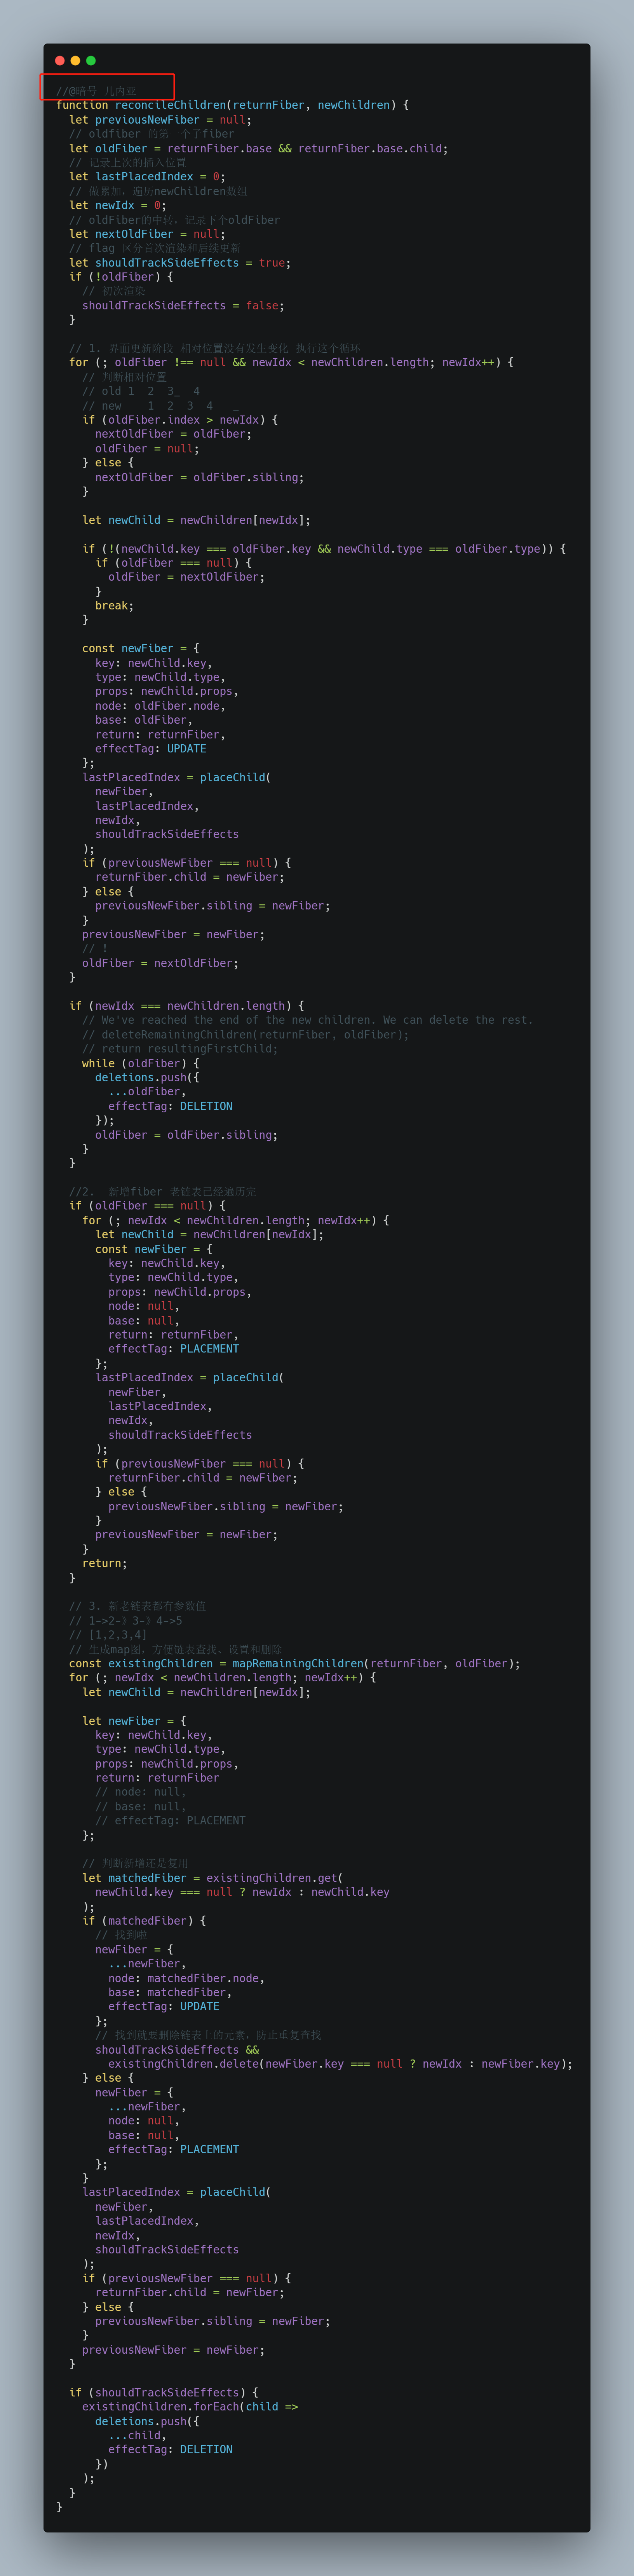 //@暗号 几内亚
function reconcileChildren(returnFiber, newChildren) {
let previousNewFiber = null;
// oldfiber 的第一个子fiber
let oldFiber = returnFiber.base && returnFiber.base.child;
// 记录上次的插入位置
let lastPlacedIndex = 0;
// 做累加，遍历newChildren数组
let newIdx = 0;
// oldFiber的中转，记录下个oldFiber
let nextOldFiber = null;
// flag 区分首次渲染和后续更新
let shouldTrackSideEffects = true;
if (!oldFiber) {
// 初次渲染
shouldTrackSideEffects = false;
}
// 1. 界面更新阶段 相对位置没有发生变化 执行这个循环
for (; oldFiber !== null && newIdx < newChildren.length; newIdx++) {
// 判断相对位置
// old 1  2  3_  4
// new    1  2  3  4   _
if (oldFiber.index > newIdx) {
nextOldFiber = oldFiber;
oldFiber = null;
} else {
nextOldFiber = oldFiber.sibling;
}
let newChild = newChildren[newIdx];
if (!(newChild.key === oldFiber.key && newChild.type === oldFiber.type)) {
if (oldFiber === null) {
oldFiber = nextOldFiber;
}
break;
}
const newFiber = {
key: newChild.key,
type: newChild.type,
props: newChild.props,
node: oldFiber.node,
base: oldFiber,
return: returnFiber,
effectTag: UPDATE
};
lastPlacedIndex = placeChild(
newFiber,
lastPlacedIndex,
newIdx,
shouldTrackSideEffects
);
if (previousNewFiber === null) {
returnFiber.child = newFiber;
} else {
previousNewFiber.sibling = newFiber;
}
previousNewFiber = newFiber;
// !
oldFiber = nextOldFiber;
}
if (newIdx === newChildren.length) {
// We've reached the end of the new children. We can delete the rest.
// deleteRemainingChildren(returnFiber, oldFiber);
// return resultingFirstChild;
while (oldFiber) {
deletions.push({
...oldFiber,
effectTag: DELETION
});
oldFiber = oldFiber.sibling;
}
}
//2.  新增fiber 老链表已经遍历完
if (oldFiber === null) {
for (; newIdx < newChildren.length; newIdx++) {
let newChild = newChildren[newIdx];
const newFiber = {
key: newChild.key,
type: newChild.type,
props: newChild.props,
node: null,
base: null,
return: returnFiber,
effectTag: PLACEMENT
};
lastPlacedIndex = placeChild(
newFiber,
lastPlacedIndex,
newIdx,
shouldTrackSideEffects
);
if (previousNewFiber === null) {
returnFiber.child = newFiber;
} else {
previousNewFiber.sibling = newFiber;
}
previousNewFiber = newFiber;
}
return;
}
// 3. 新老链表都有参数值
// 1->2-》3-》4->5
// [1,2,3,4]
// 生成map图，方便链表查找、设置和删除
const existingChildren = mapRemainingChildren(returnFiber, oldFiber);
for (; newIdx < newChildren.length; newIdx++) {
let newChild = newChildren[newIdx];
let newFiber = {
key: newChild.key,
type: newChild.type,
props: newChild.props,
return: returnFiber
// node: null,
// base: null,
// effectTag: PLACEMENT
};
// 判断新增还是复用
let matchedFiber = existingChildren.get(
newChild.key === null ? newIdx : newChild.key
);
if (matchedFiber) {
// 找到啦
newFiber = {
...newFiber,
node: matchedFiber.node,
base: matchedFiber,
effectTag: UPDATE
};
// 找到就要删除链表上的元素，防止重复查找
shouldTrackSideEffects &&
existingChildren.delete(newFiber.key === null ? newIdx : newFiber.key);
} else {
newFiber = {
...newFiber,
node: null,
base: null,
effectTag: PLACEMENT
};
}
lastPlacedIndex = placeChild(
newFiber,
lastPlacedIndex,
newIdx,
shouldTrackSideEffects
);
if (previousNewFiber === null) {
returnFiber.child = newFiber;
} else {
previousNewFiber.sibling = newFiber;
}
previousNewFiber = newFiber;
}
if (shouldTrackSideEffects) {
existingChildren.forEach(child =>
deletions.push({
...child,
effectTag: DELETION
})
);
}
}